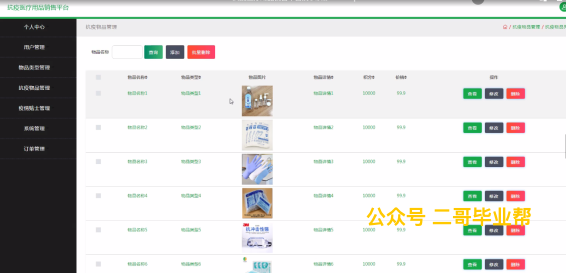 抗疫医疗用品销售平台
个人中心
抗疫物品管理
抗疫物品管理
用户管理
物品名称
查询
添加
批量删除
物品类型管理
物品名称 物品类型 物品图片 物品详情 积分 价格 操作
抗疫物品管理
物品名称1 物品类型1 物品详情1 10000 99.9 查看 修改 删除
疫情贴士管理
系统管理
物品名称2 物品类型2 物品详情2 10000 99.9 查看 修改 删除
订单管理
物品名称3 物品类型3 物品详情3 10000 99.9 查看 修改 删除
物品名称4 物品类型4 物品详情4 10000 99.9 查看 修改 删除
公众号 二哥毕业帮
物品名称5 物品类型5 抗冲击性能 物品详情5 10000 99.9 查看 修改 删除
物品名称6 物品类型6 物品详情6 10000 99.9 查看 修改 删除